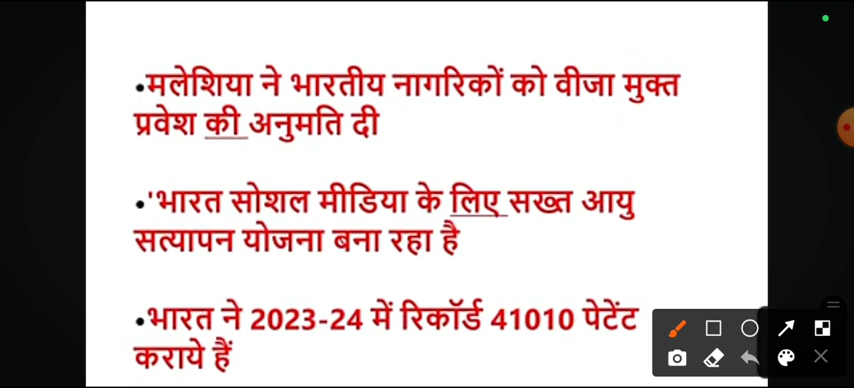 •मलेशिया ने भारतीय नागरिकों को वीजा मुक्त
प्रवेश की अनुमति दी
•'भारत सोशल मीडिया के लिए सख्त आयु
सत्यापन योजना बना रहा है
•भारत ने 2023-24 में रिकॉर्ड 41010 पेटेंट
कराये हैं